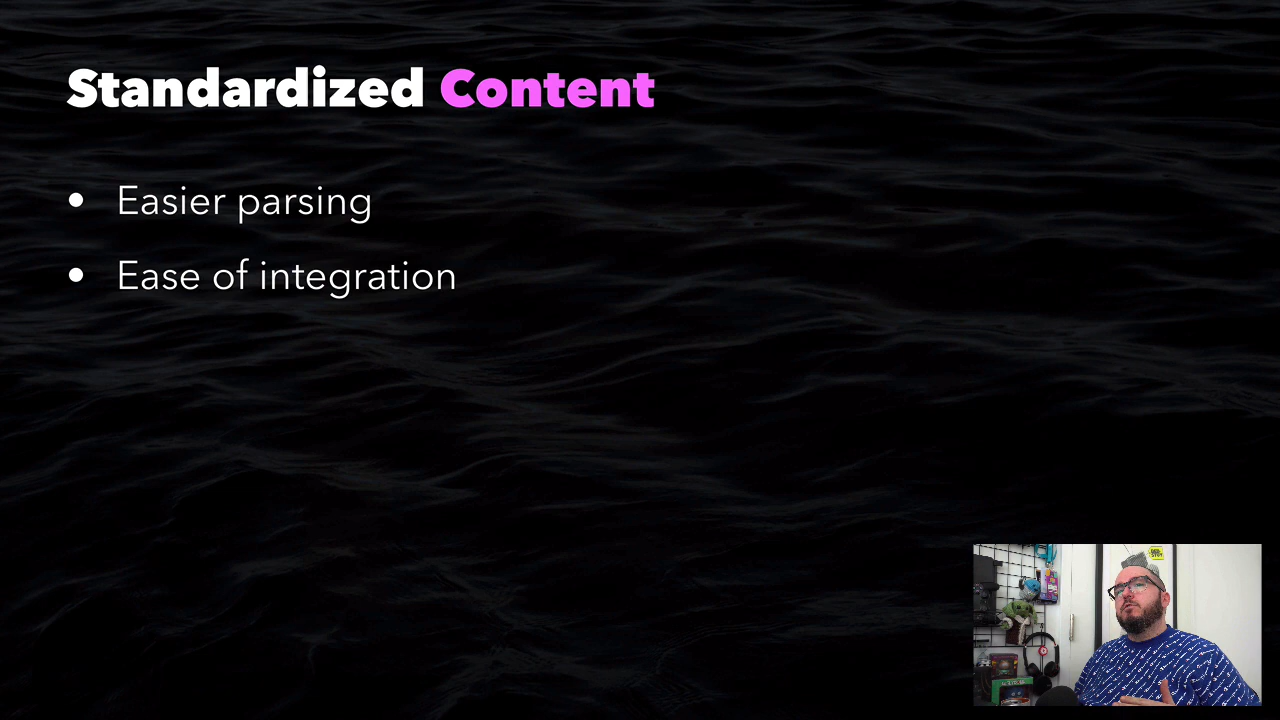 Standardized Content
• Easier parsing
• Ease of integration